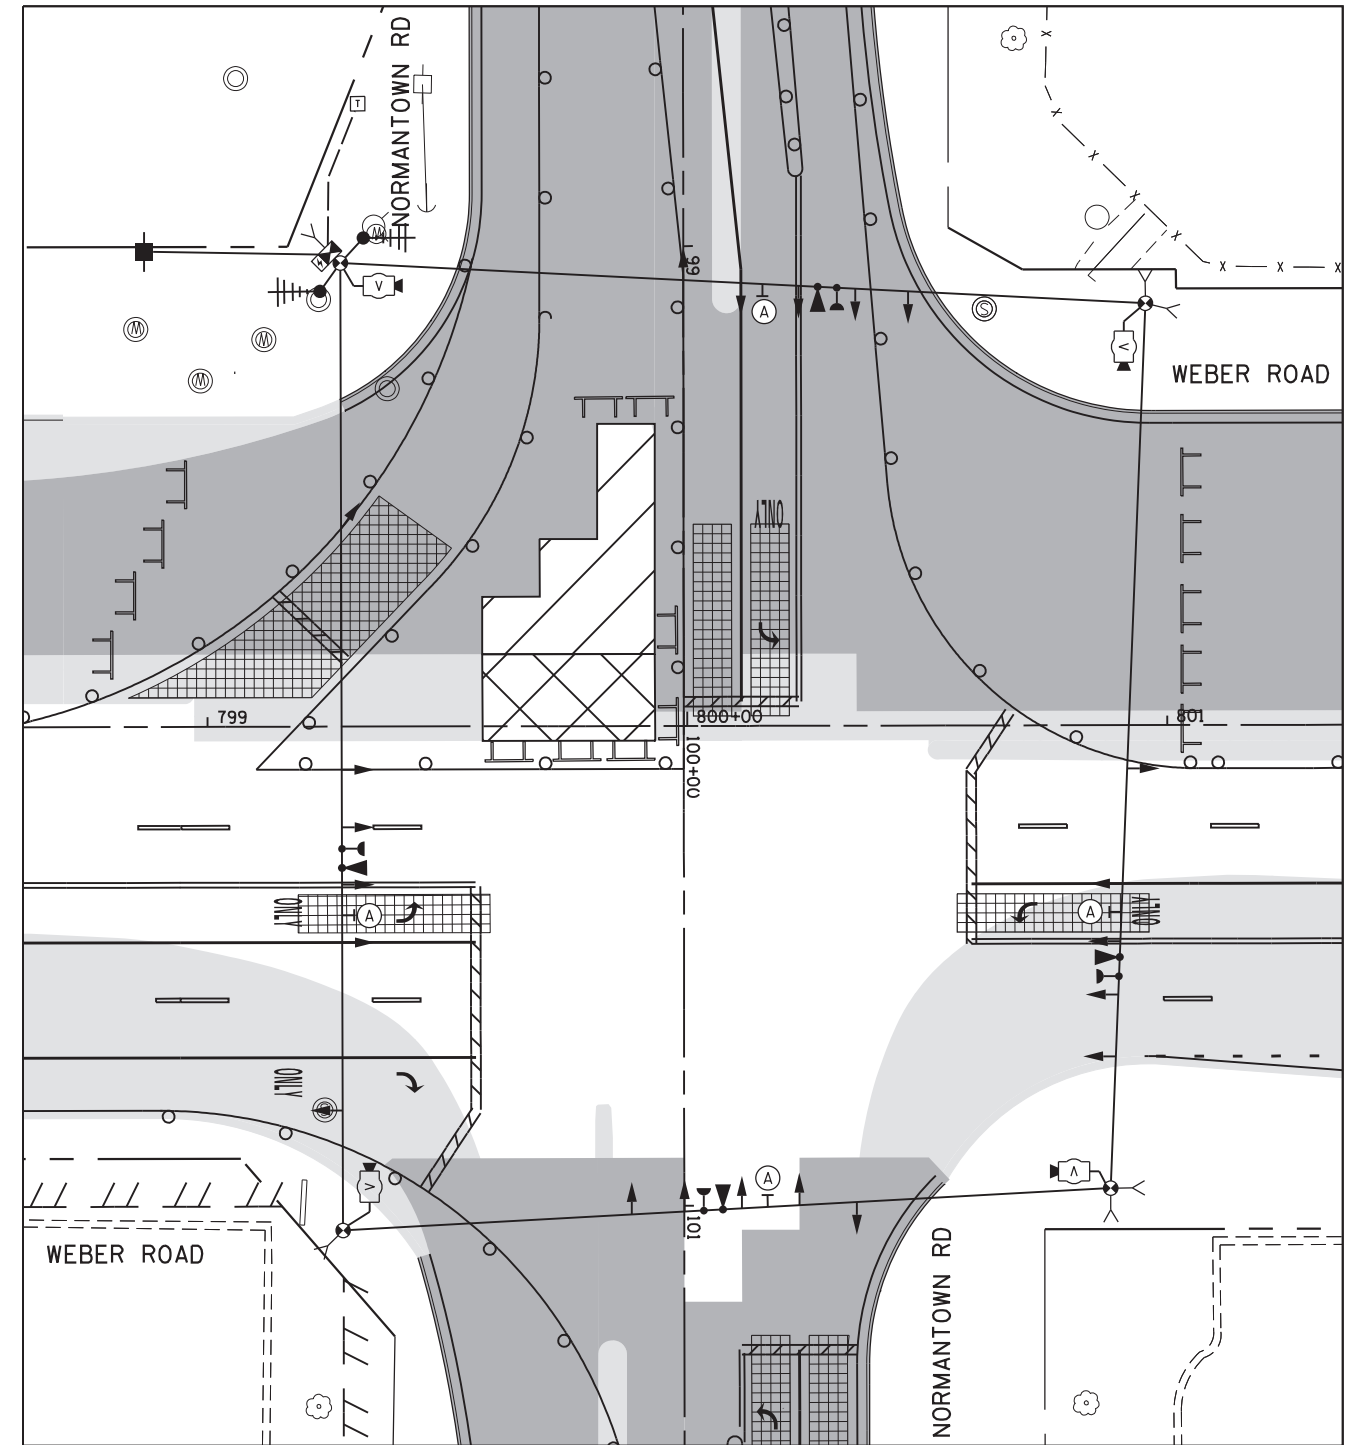 NORMANTOWN RD
T
M
V
99
A
S
V
WEBER ROAD
M
M
M
ONLY
799
800+00
801
100+00
ONLY
A
A
ONLY
ONLY
V
A
V
101
WEBER ROAD
NORMANTOWN RD